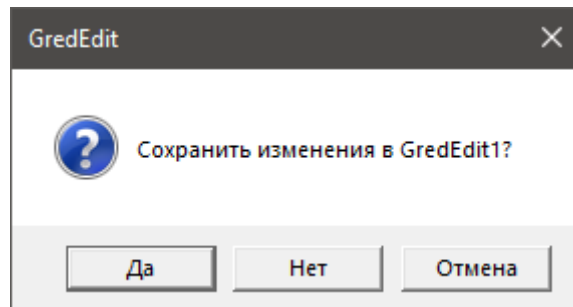 GredEdit
Сохранить изменения в GredEdit1?
Да
Нет
Отмена